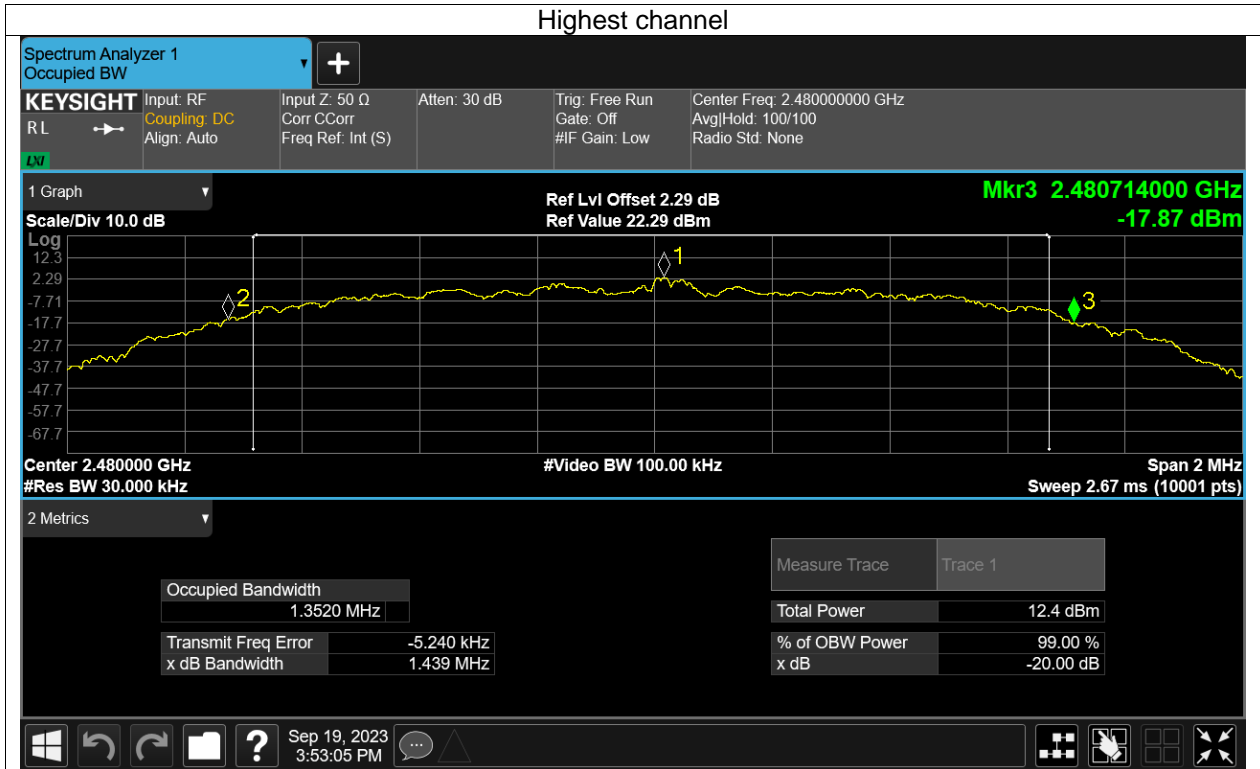 Highest channel
Spectrum Analyzer 1
Occupied BW
KEYSIGHT
RL
LXI
Input: RF
Coupling: DC
Align: Auto
Input Z: 50 Ω
Corr CCorr
Freq Ref: Int (S)
Atten: 30 dB
Trig: Free Run
Gate: Off
#IF Gain: Low
Center Freq: 2.480000000 GHz
Avg|Hold: 100/100
Radio Std: None
1 Graph
Scale/Div 10.0 dB
Ref Lvl Offset 2.29 dB
Ref Value 22.29 dBm
Mkr3 2.480714000 GHz
-17.87 dBm
Log
12.3
2.29
-7.71
-17.7
-27.7
-37.7
-47.7
-57.7
-67.7
1
2
3
Center 2.480000 GHz
#Video BW 100.00 kHz
Span 2 MHz
#Res BW 30.000 kHz
Sweep 2.67 ms (10001 pts)
2 Metrics
Measure Trace Trace 1
Occupied Bandwidth
1.3520 MHz
Total Power 12.4 dBm
Transmit Freq Error -5.240 kHz
% of OBW Power 99.00 %
x dB Bandwidth 1.439 MHz
x dB -20.00 dB
?
Sep 19, 2023
3:53:05 PM